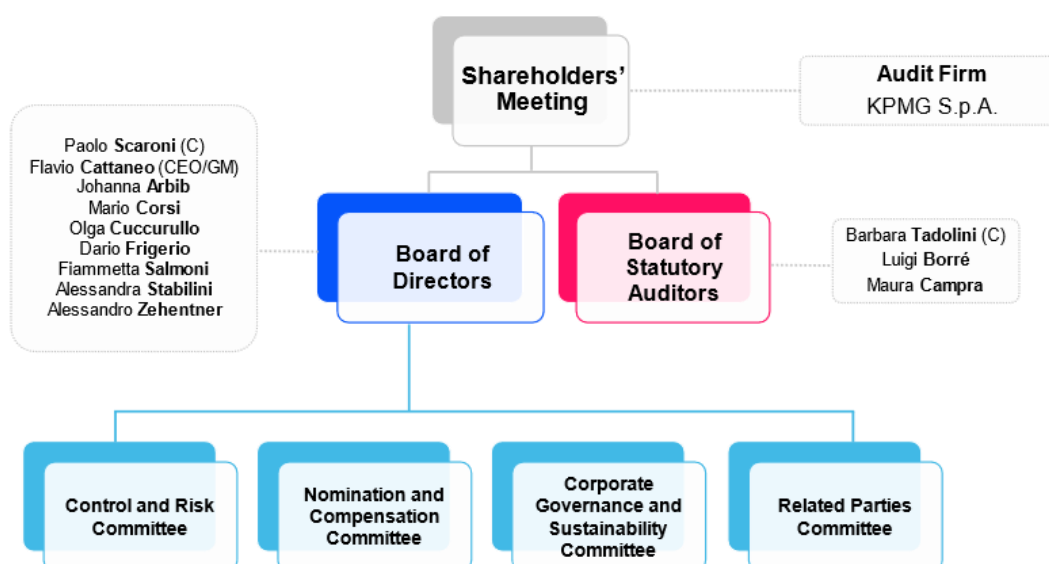 Shareholders'
Meeting
Audit Firm
KPMG S.p.A.
Paolo Scaroni (C)
Flavio Cattaneo (CEO/GM)
Johanna Arbib
Mario Corsi
Olga Cuccurullo
Dario Frigerio
Fiammetta Salmoni
Alessandra Stabilini
Alessandro Zehentner
Board of
Directors
Board of
Statutory
Auditors
Barbara Tadolini (C)
Luigi Borré
Maura Campra
Control and Risk
Committee
Nomination and
Compensation
Committee
Corporate
Governance and
Sustainability
Committee
Related Parties
Committee